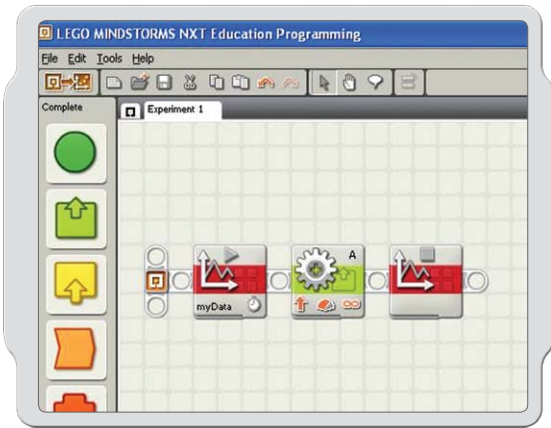 LEGO MINDSTORMS NXT Education Programming
File Edit Tools Help
Complete
Experiment 1
A
myData